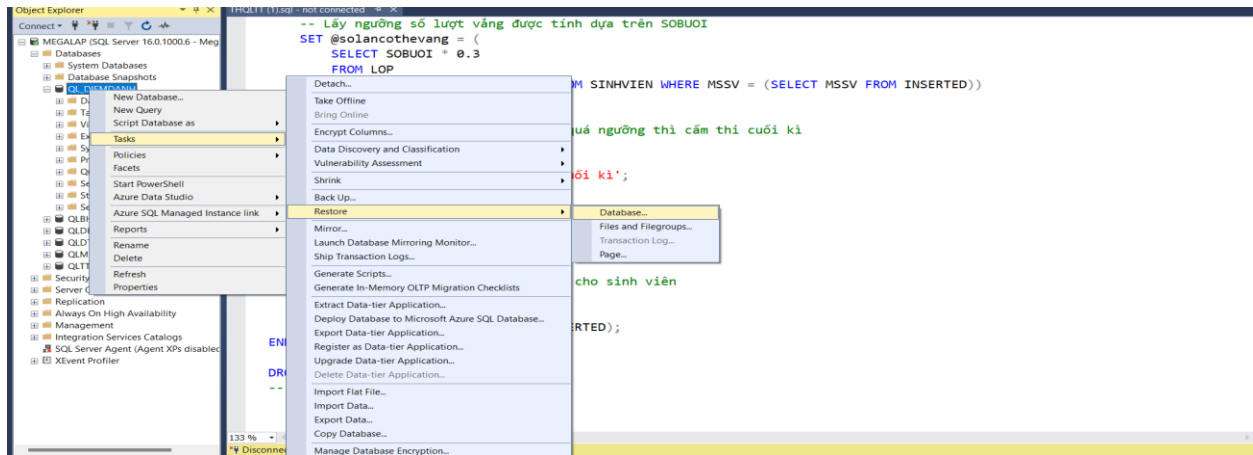 Object Explorer
Connect
MEGALAP (SQL Server 16.0.1000.6 - Meg
Databases
System Databases
Database Snapshots
QL_DIEMDANH
QLBH
QLMI
QLTT
Security
Server
Replication
Always On High Availability
Management
Integration Services Catalogs
SQL Server Agent (Agent XPs disabled
XEvent Profiler
New Database...
New Query
Script Database as
Tasks
Policies
Facets
Start PowerShell
Azure Data Studio
Azure SQL Managed Instance link
Reports
Rename
Delete
Refresh
Properties
Detach...
Take Offline
Bring Online
Encrypt Columns...
Data Discovery and Classification
Vulnerability Assessment
Shrink
Back Up...
Restore
Mirror...
Launch Database Mirroring Monitor...
Ship Transaction Logs...
Generate Scripts...
Generate In-Memory OLTP Migration Checklists
Extract Data-tier Application...
Deploy Database to Microsoft Azure SQL Database...
Export Data-tier Application...
Register as Data-tier Application...
Upgrade Data-tier Application...
Delete Data-tier Application...
Import Flat File...
Import Data...
Export Data...
Copy Database...
Manage Database Encryption...
Database...
Files and Filegroups...
Transaction Log...
Page...
THQLTT (1).sql - not connected
-- Lấy ngưỡng số lượt vắng được tính dựa trên SOBUOI
SET @solancothevang = (
SELECT SOBUOI * 0.3
FROM LOP
OM SINHVIEN WHERE MSSV = (SELECT MSSV FROM INSERTED))
quá ngưỡng thì cấm thi cuối kì
ối kì';
cho sinh viên
ERTED);
EN
DR
--
133 %
Disconnec